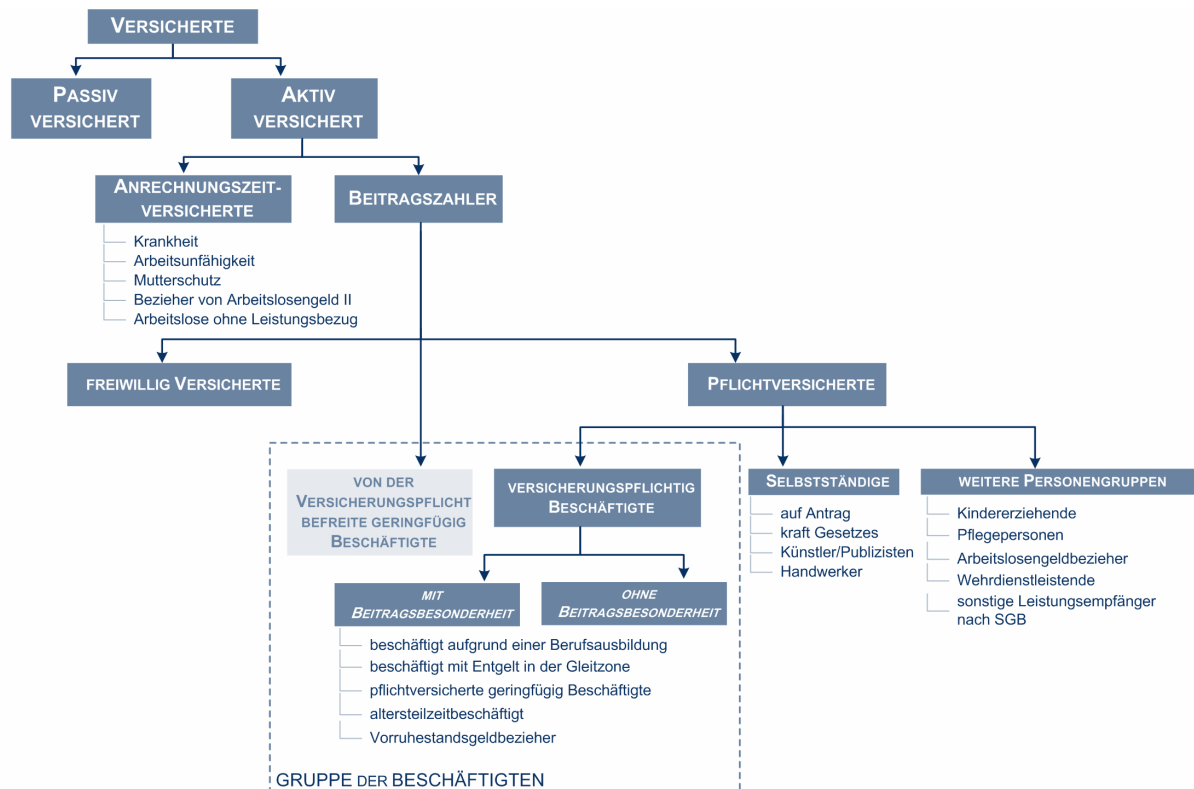 VERSICHERTE
PASSIV
VERSICHERT
AKTIV
VERSICHERT
ANRECHNUNGSZEIT-
VERSICHERTE
Krankheit
Arbeitsunfähigkeit
Mutterschutz
Bezieher von Arbeitslosengeld II
Arbeitslose ohne Leistungsbezug
BEITRAGSZAHLER
FREIWILLIG VERSICHERTE
PFLICHTVERSICHERTE
VON DER
VERSICHERUNGSPFLICHT
BEFREITE GERINGFÜGIG
BESCHÄFTIGTE
VERSICHERUNGSPFLICHTIG
BESCHÄFTIGTE
MIT
BEITRAGSBESONDERHEIT
beschäftigt aufgrund einer Berufsausbildung
beschäftigt mit Entgelt in der Gleitzone
pflichtversicherte geringfügig Beschäftigte
altersteilzeitbeschäftigt
Vorruhestandsgeldbezieher
OHNE
BEITRAGSBESONDERHEIT
GRUPPE DER BESCHÄFTIGTEN
SELBSTSTÄNDIGE
auf Antrag
kraft Gesetzes
Künstler/Publizisten
Handwerker
WEITERE PERSONENGRUPPEN
Kindererziehende
Pflegepersonen
Arbeitslosengeldbezieher
Wehrdienstleistende
sonstige Leistungsempfänger
nach SGB